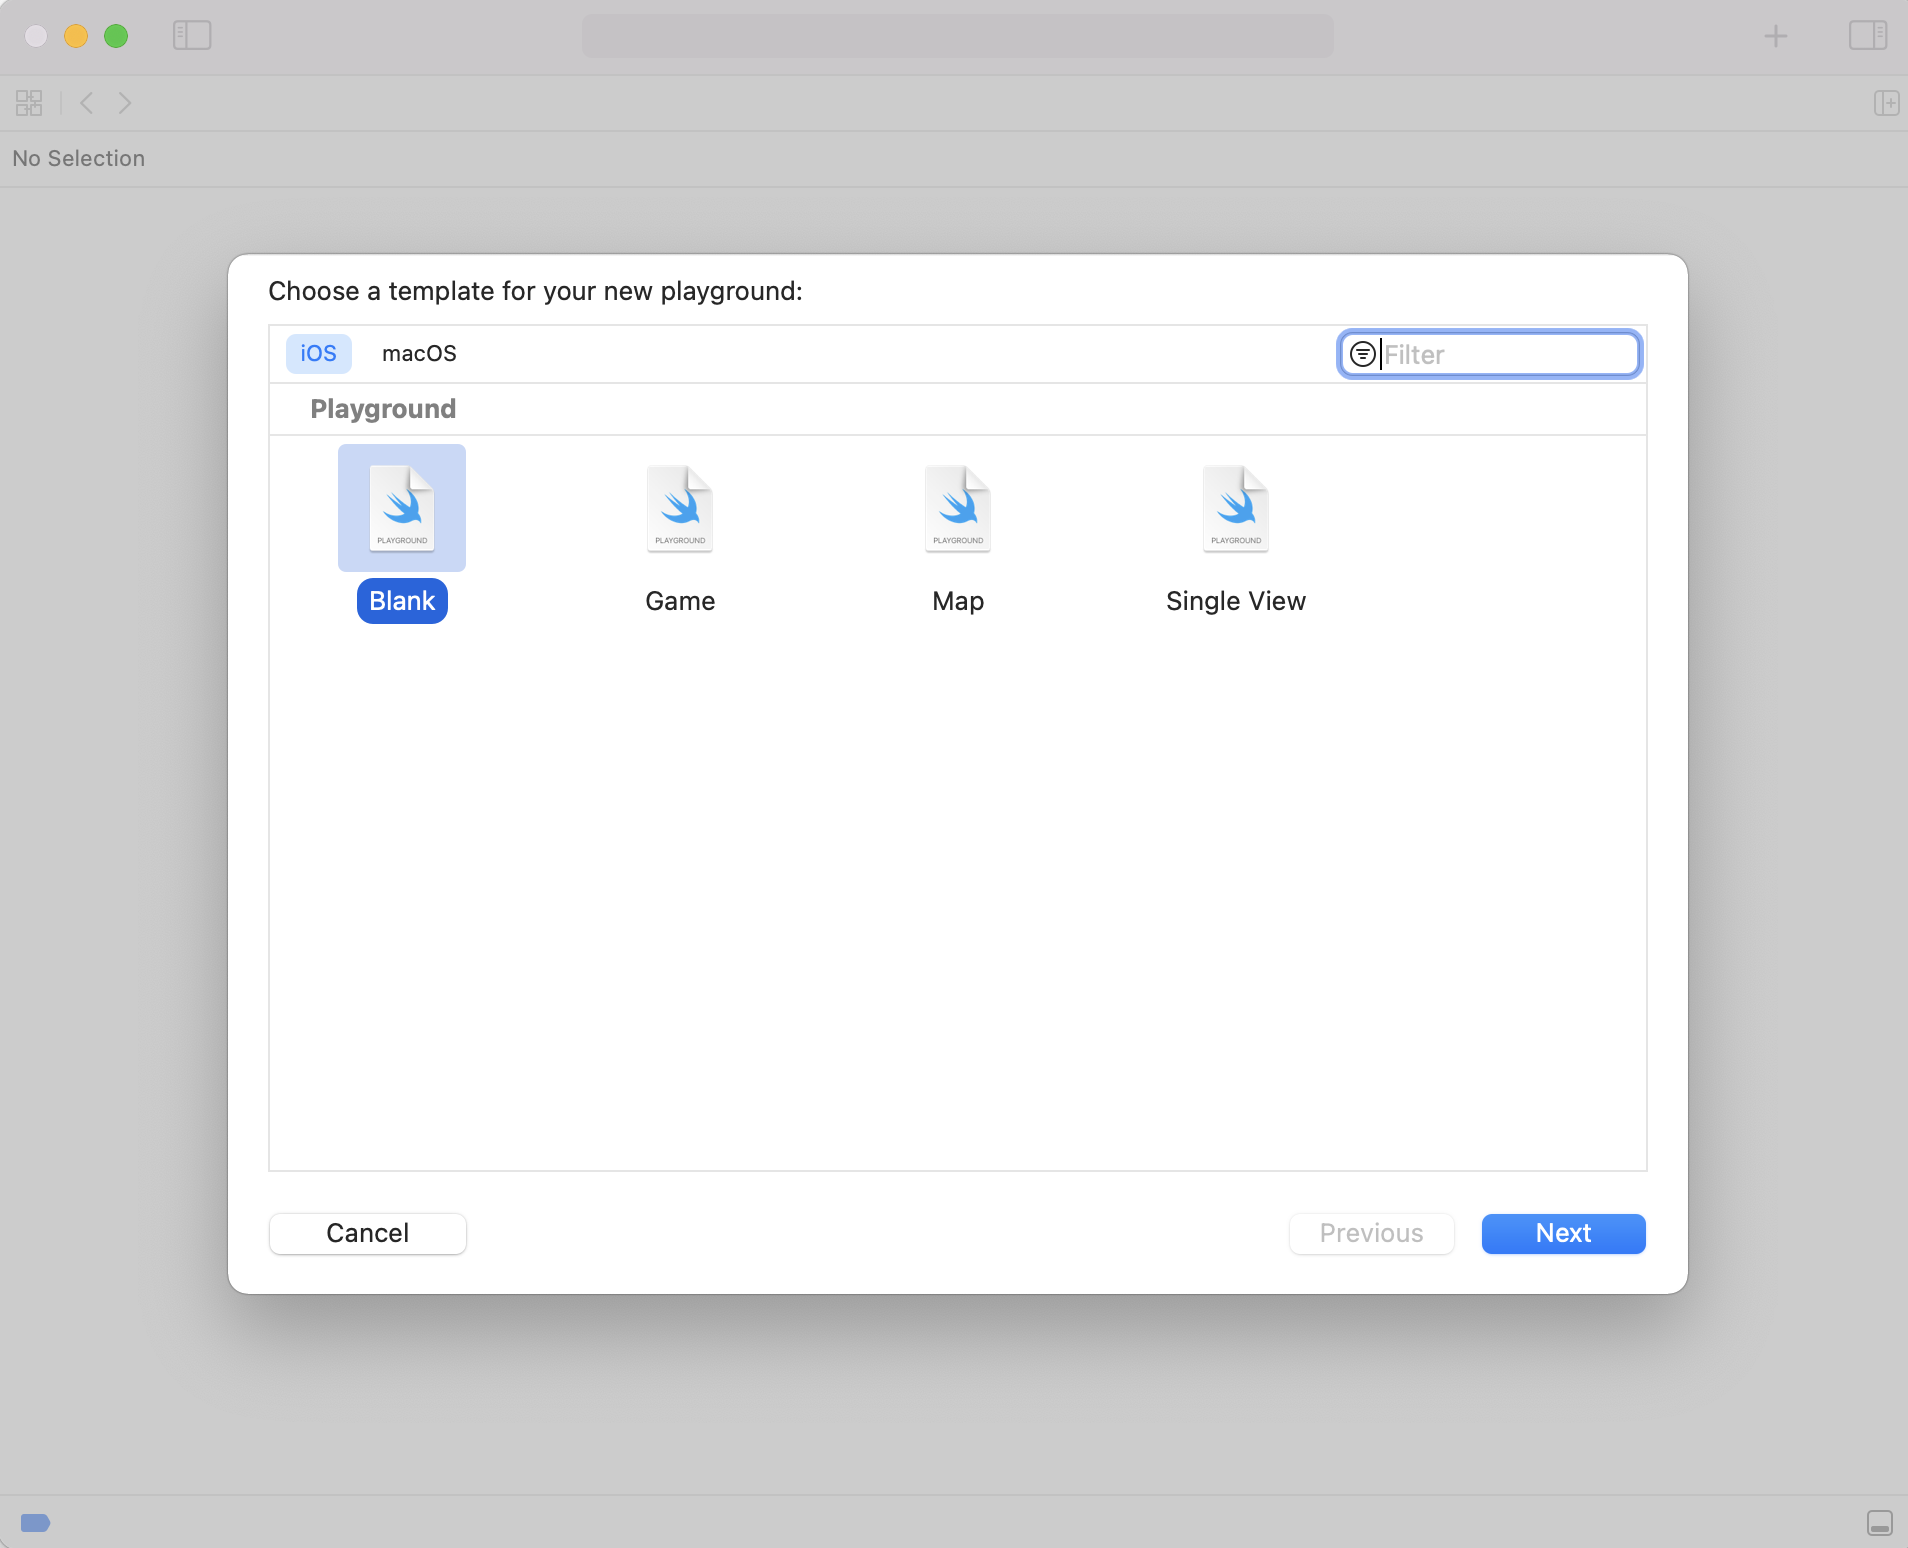 No Selection
Choose a template for your new playground:
iOS macOS Filter
Playground
PLAYGROUND PLAYGROUND PLAYGROUND PLAYGROUND
Blank Game Map Single View
Cancel Previous Next